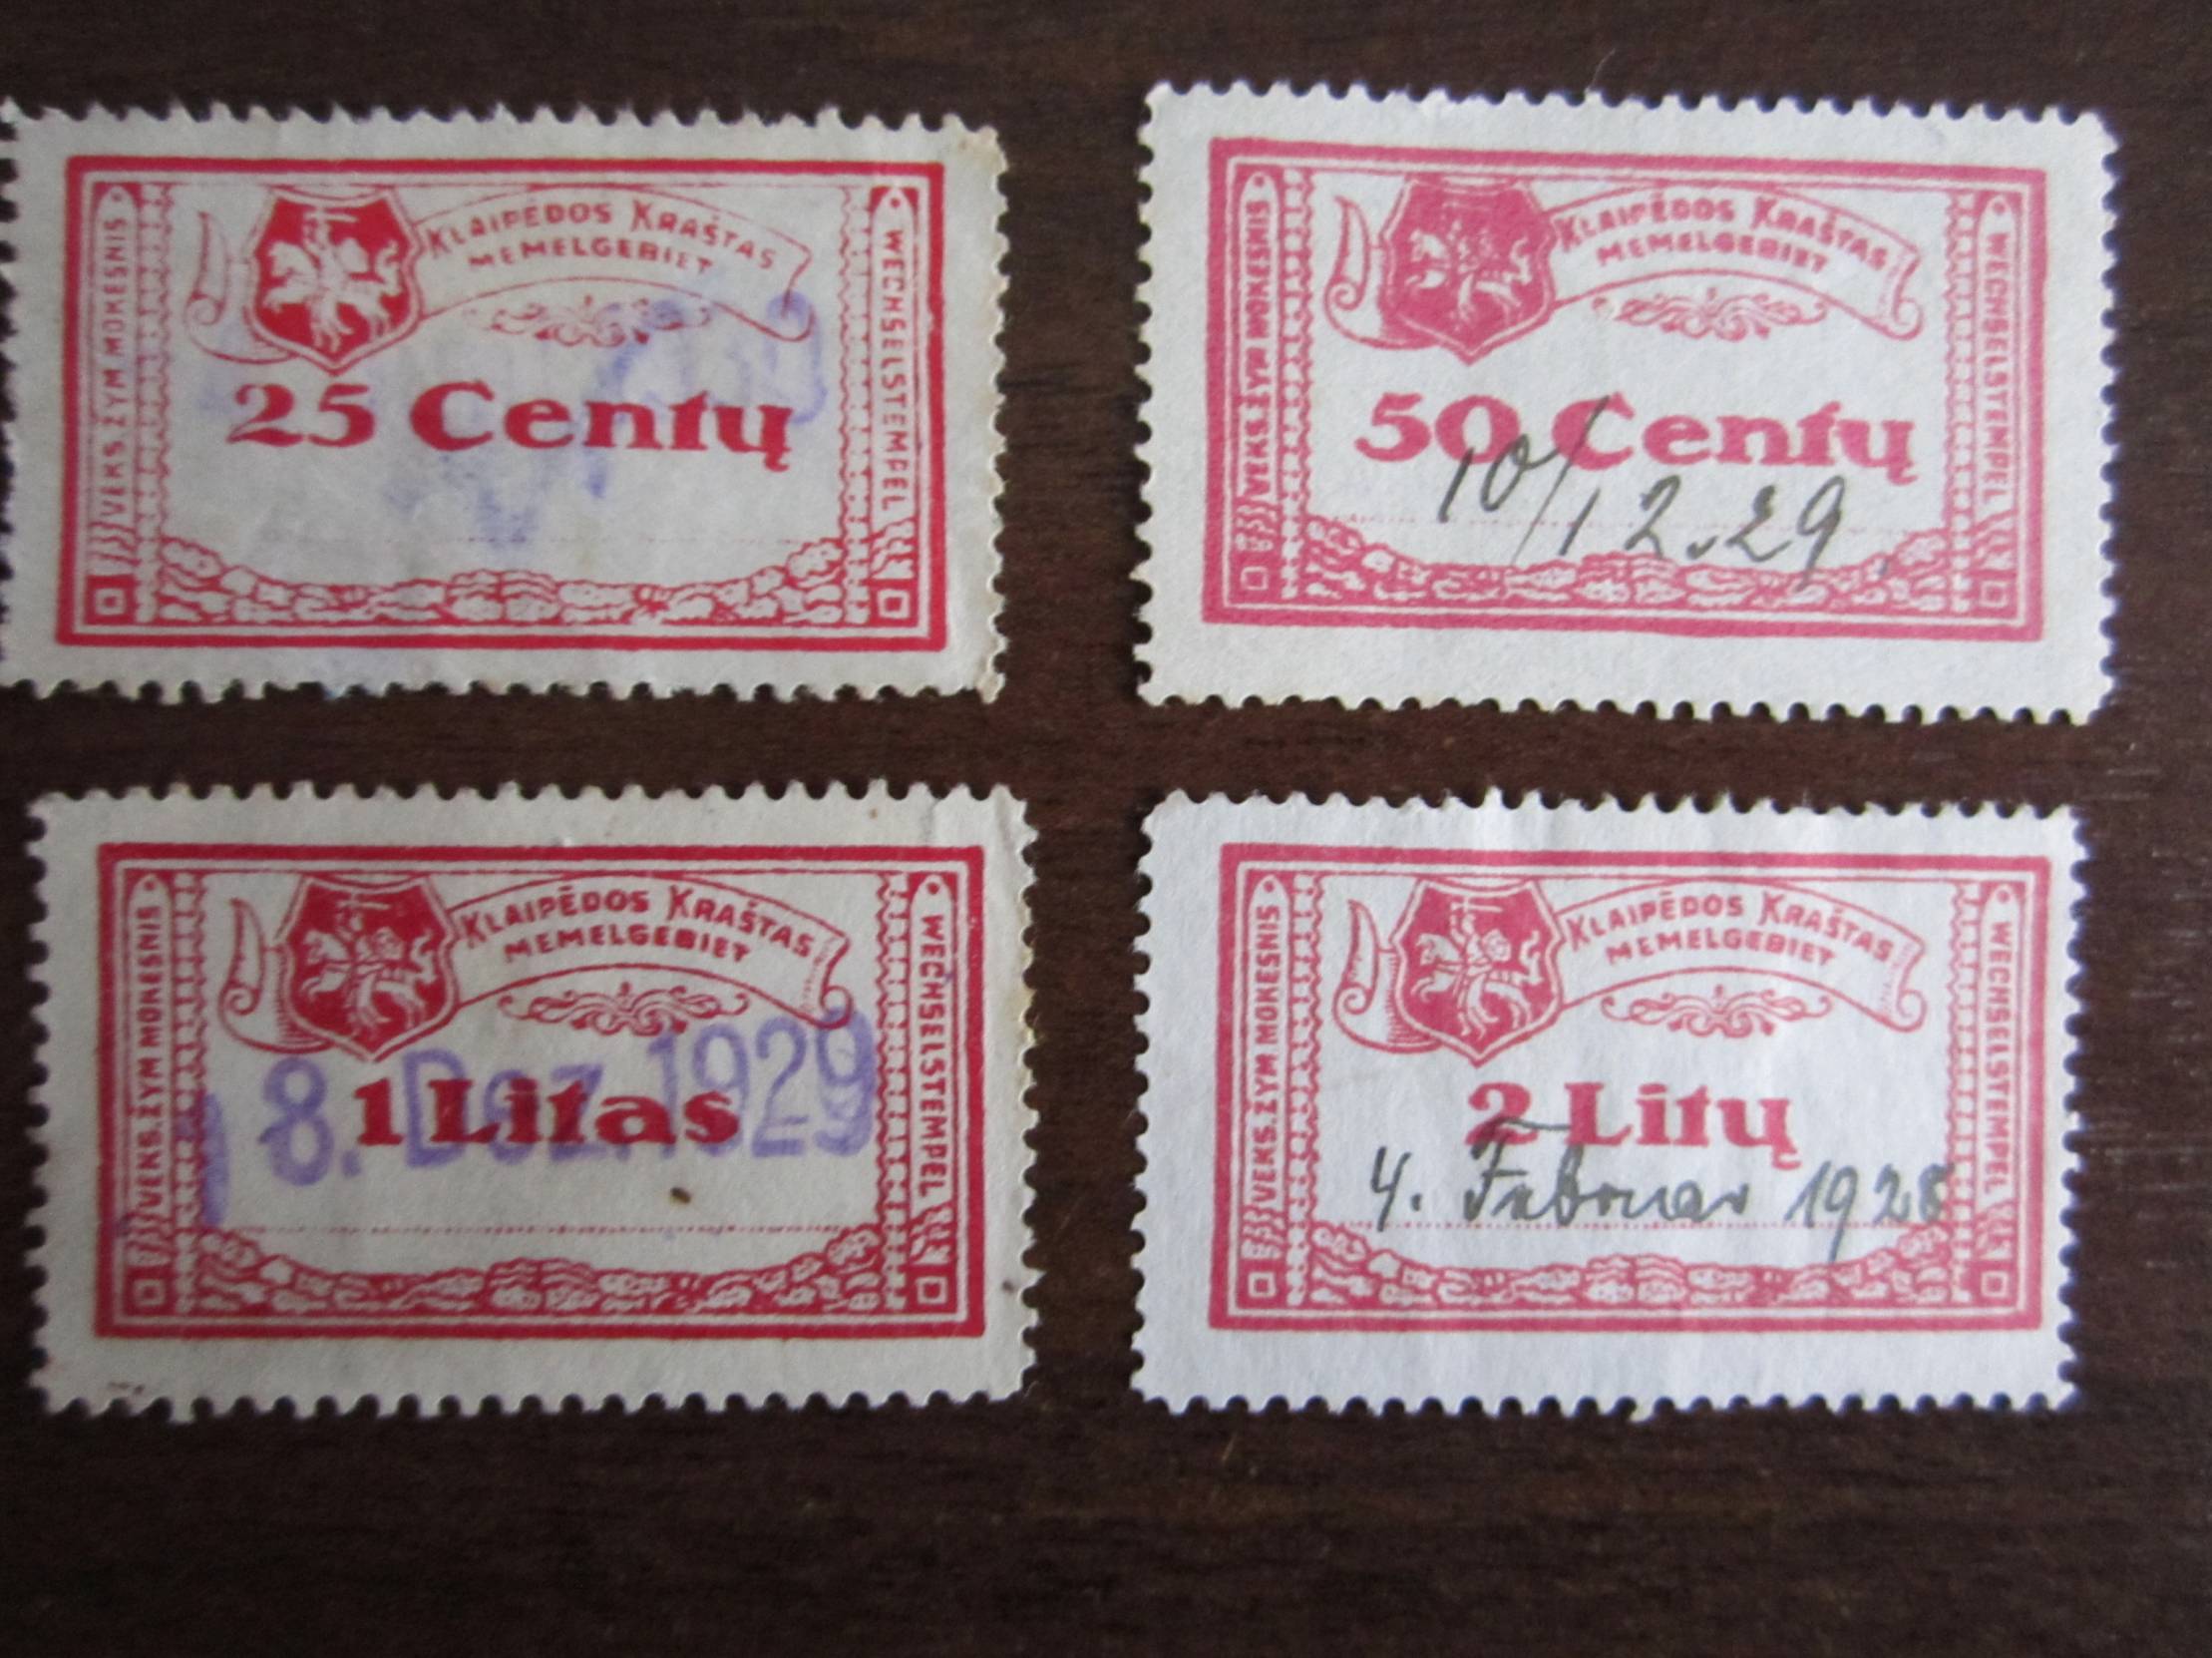 KLAIPĖDOS KRAŠTAS
MEMELGEBIET
VEKS. ŽYM MOKESNIS
WECHSELSTEMPEL
25 Centų
KLAIPĖDOS KRAŠTAS
MEMELGEBIET
VEKS. ŽYM MOKESNIS
WECHSELSTEMPEL
50 Centų
10/12.29
KLAIPĖDOS KRAŠTAS
MEMELGEBIET
VEKS. ŽYM MOKESNIS
WECHSELSTEMPEL
1 Litas
8. Dez. 1929
KLAIPĖDOS KRAŠTAS
MEMELGEBIET
VEKS. ŽYM MOKESNIS
WECHSELSTEMPEL
2 Litų
4. Februar 1928